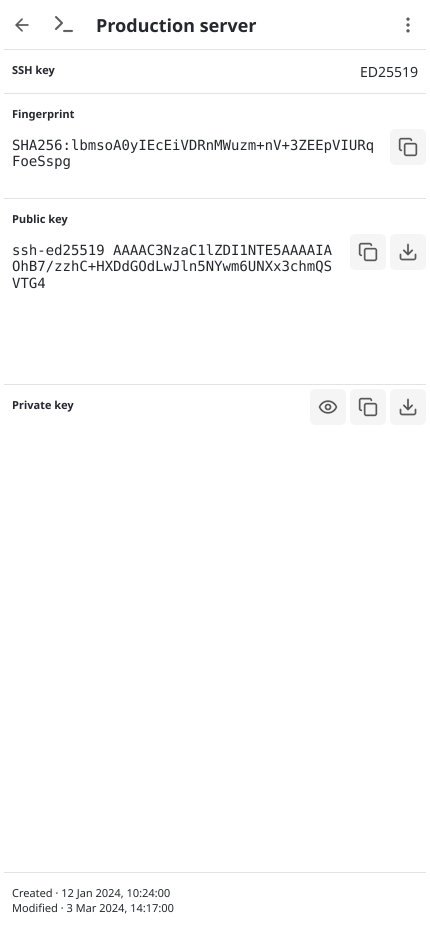 Production server
SSH key
ED25519
Fingerprint
SHA256:lbmsoA0yIEcEiVDRnMWuzm+nV+3ZEEpVIURq
FoeSspg
Public key
ssh-ed25519 AAAAC3NzaC1lZDI1NTE5AAAAIA
OhB7/zzhC+HXDdGOdLwJln5NYwm6UNXx3chmQS
VTG4
Private key
Created · 12 Jan 2024, 10:24:00
Modified · 3 Mar 2024, 14:17:00